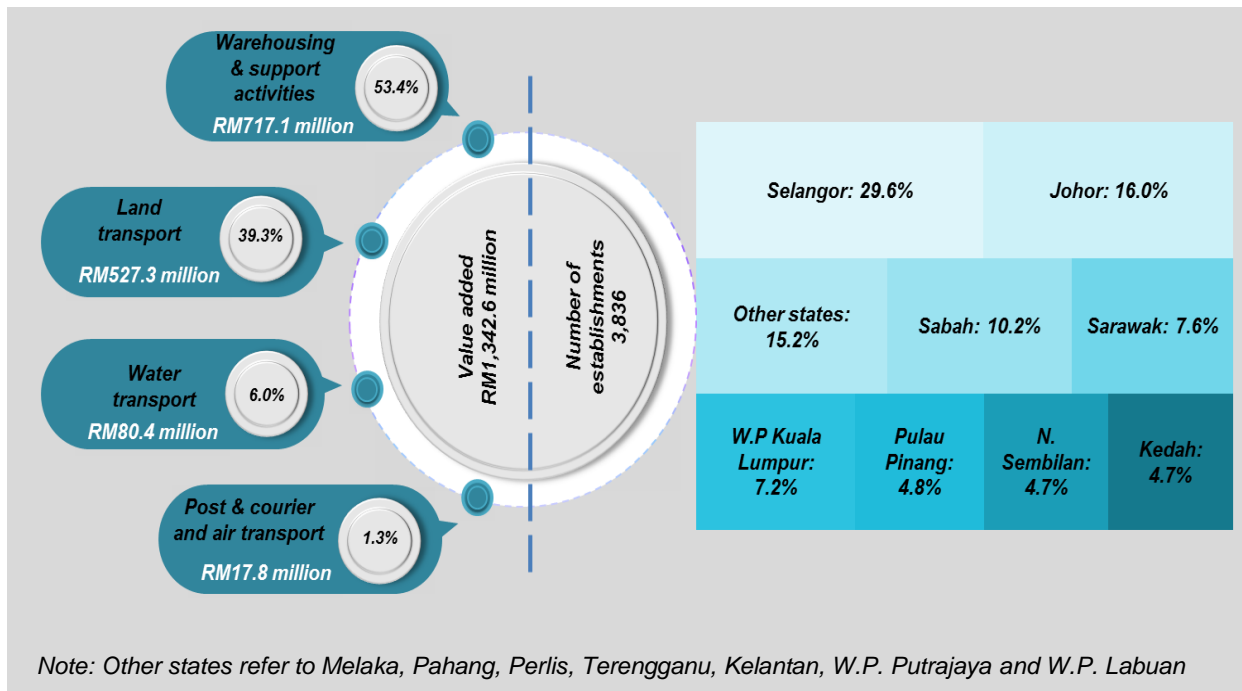 Warehousing
& support
activities
53.4%
RM717.1 million
Land
transport
39.3%
RM527.3 million
Water
transport
6.0%
RM80.4 million
Post & courier
and air transport
1.3%
RM17.8 million
Value added
RM1,342.6 million
Number of
establishments
3,836
Selangor: 29.6%
Johor: 16.0%
Other states:
15.2%
Sabah: 10.2%
Sarawak: 7.6%
W.P Kuala
Lumpur:
7.2%
Pulau
Pinang:
4.8%
N.
Sembilan:
4.7%
Kedah:
4.7%
Note: Other states refer to Melaka, Pahang, Perlis, Terengganu, Kelantan, W.P. Putrajaya and W.P. Labuan